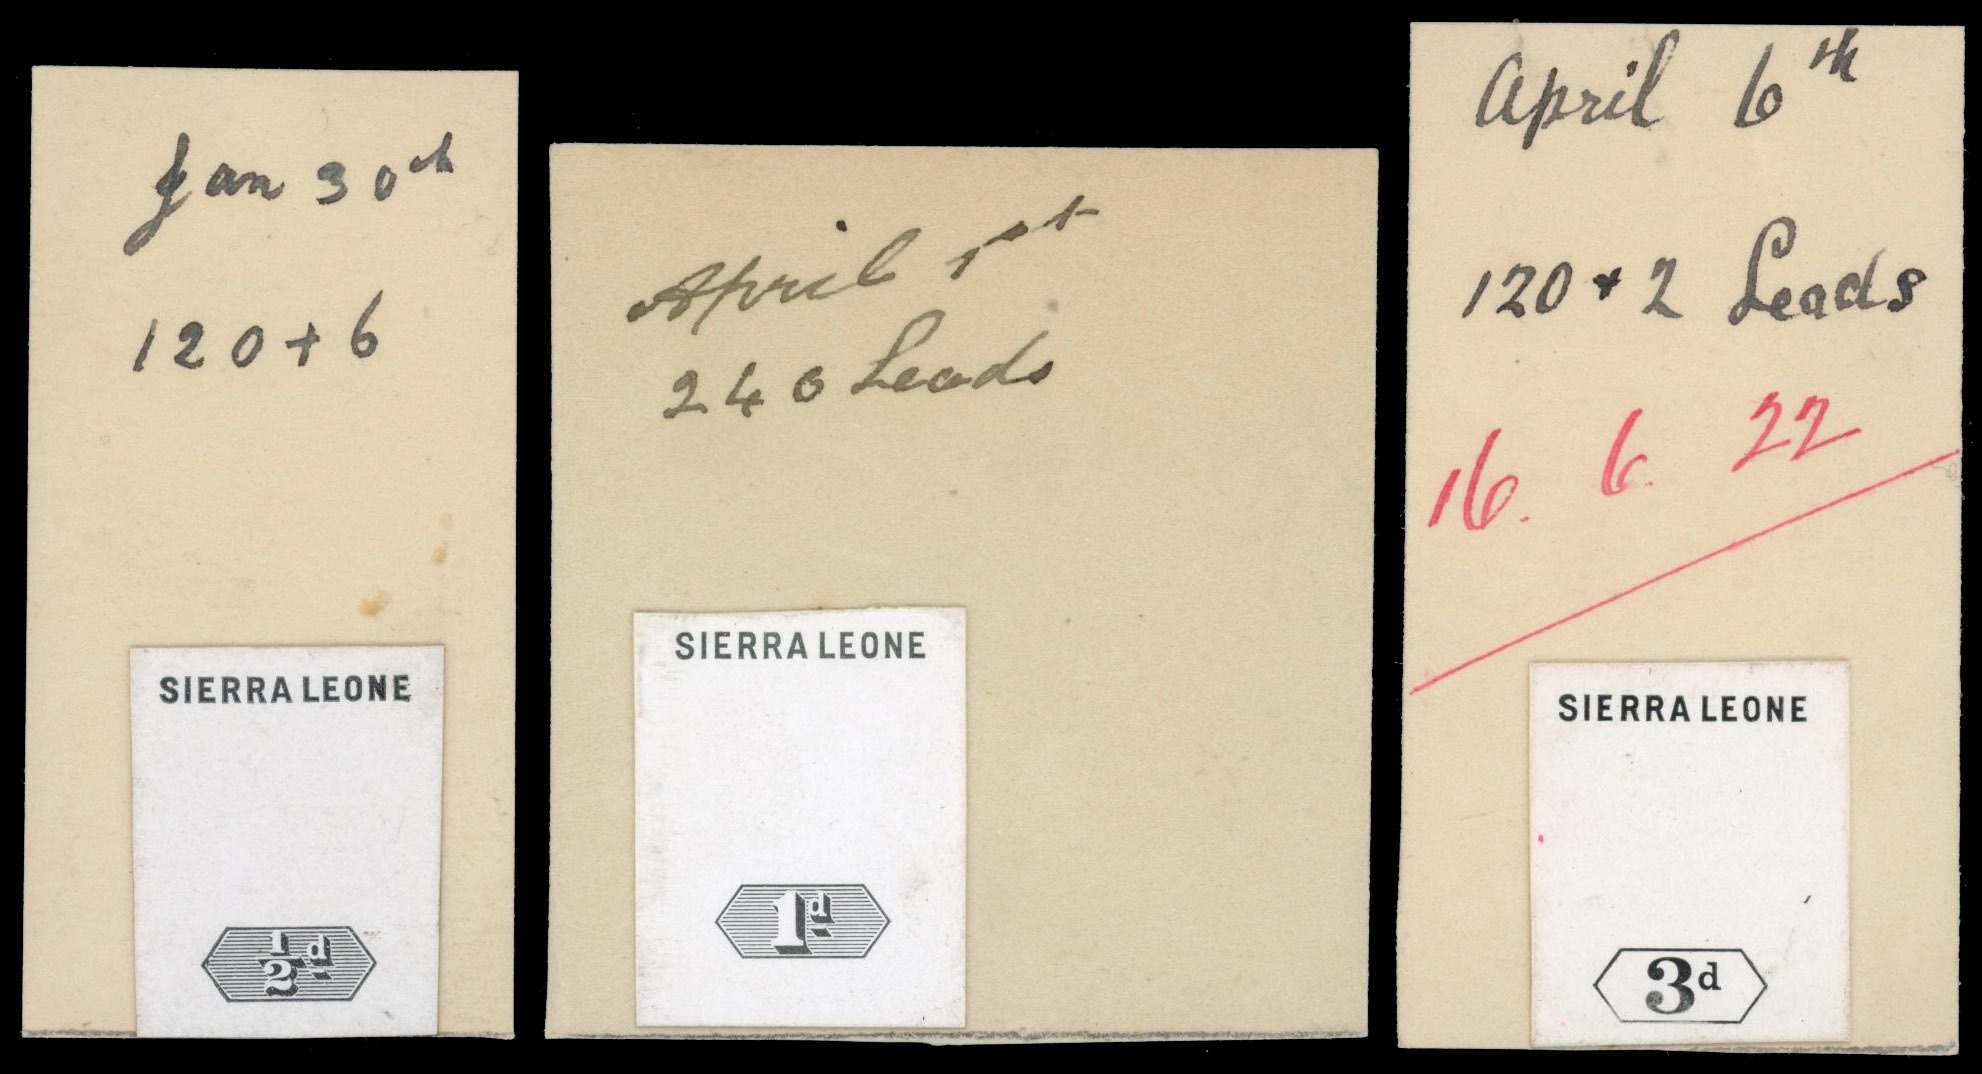 Jan 30th
120 + 6
SIERRA LEONE
1/2 d
April 1st
240 Leads
SIERRA LEONE
1d
April 6th
120 + 2 Leads
16. 6. 22
SIERRA LEONE
3d